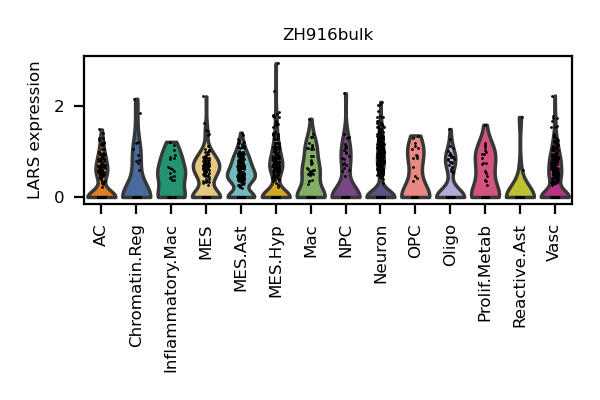 ZH916bulk
LARS expression
2
0
AC
Chromatin.Reg
Inflammatory.Mac
MES
MES.Ast
MES.Hyp
Mac
NPC
Neuron
OPC
Oligo
Prolif.Metab
Reactive.Ast
Vasc